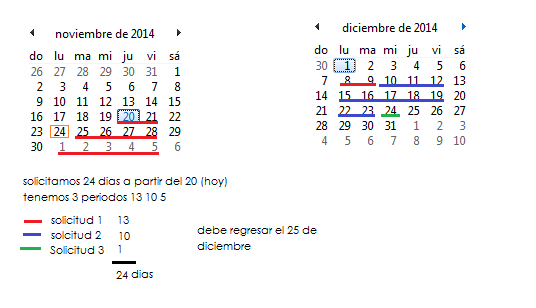 noviembre de 2014
do lu ma mi ju vi sá
26 27 28 29 30 31 1
2 3 4 5 6 7 8
9 10 11 12 13 14 15
16 17 18 19 20 21 22
23 24 25 26 27 28 29
30 1 2 3 4 5 6
diciembre de 2014
do lu ma mi ju vi sá
30 1 2 3 4 5 6
7 8 9 10 11 12 13
14 15 16 17 18 19 20
21 22 23 24 25 26 27
28 29 30 31 1 2 3
4 5 6 7 8 9 10
solicitamos 24 dias a partir del 20 (hoy)
tenemos 3 periodos 13 10 5
solicitud 1 13
solcitud 2 10
Solicitud 3 1
24 dias
debe regresar el 25 de
diciembre